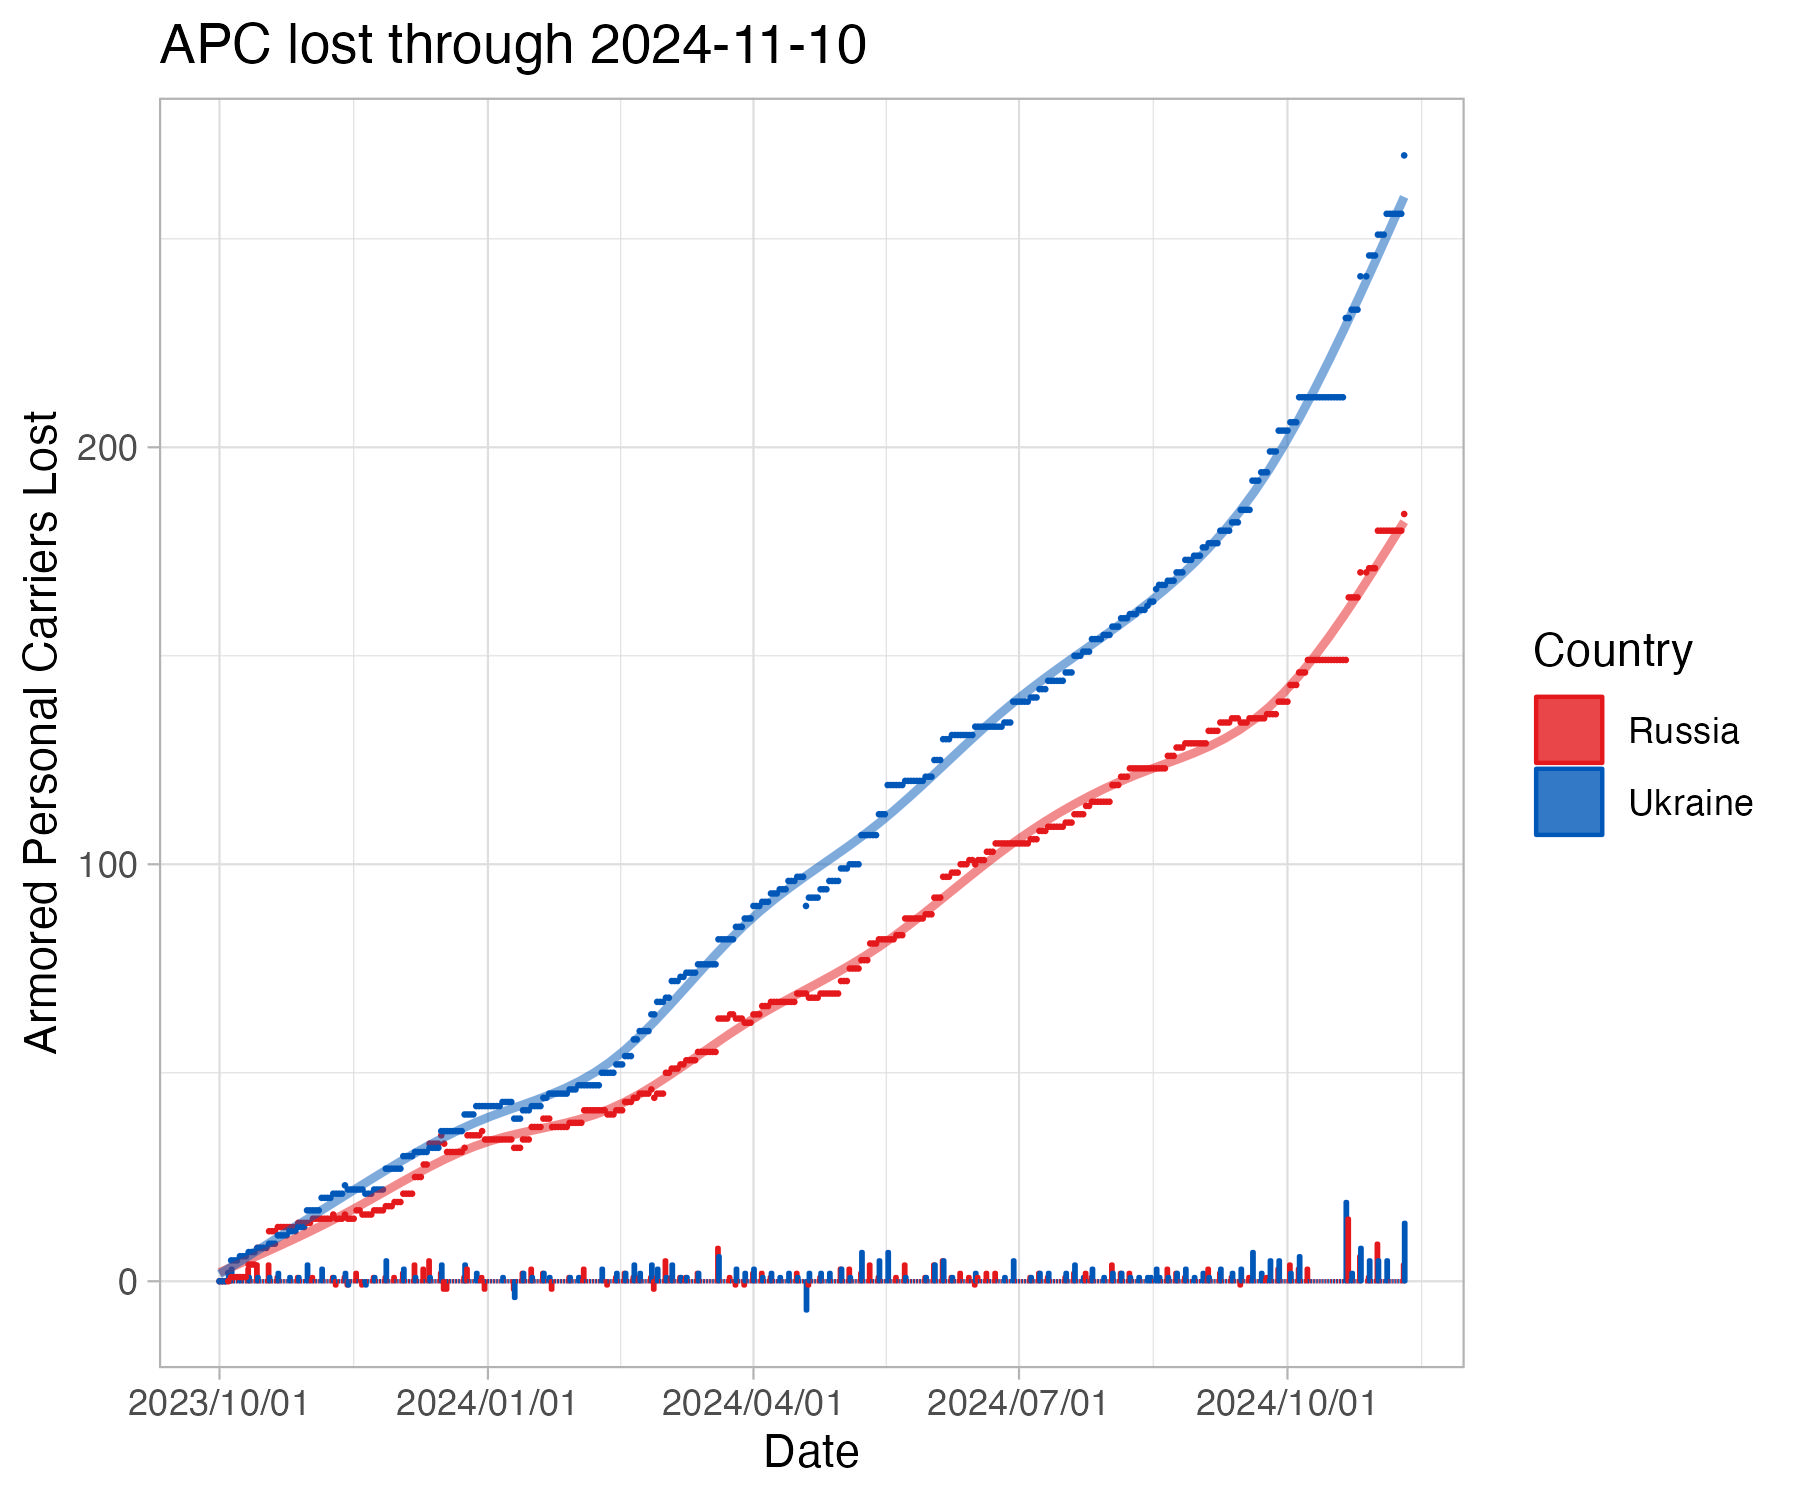 APC lost through 2024-11-10
Armored Personal Carriers Lost
200
100
0
2023/10/01
2024/01/01
2024/04/01
2024/07/01
2024/10/01
Date
Country
Russia
Ukraine